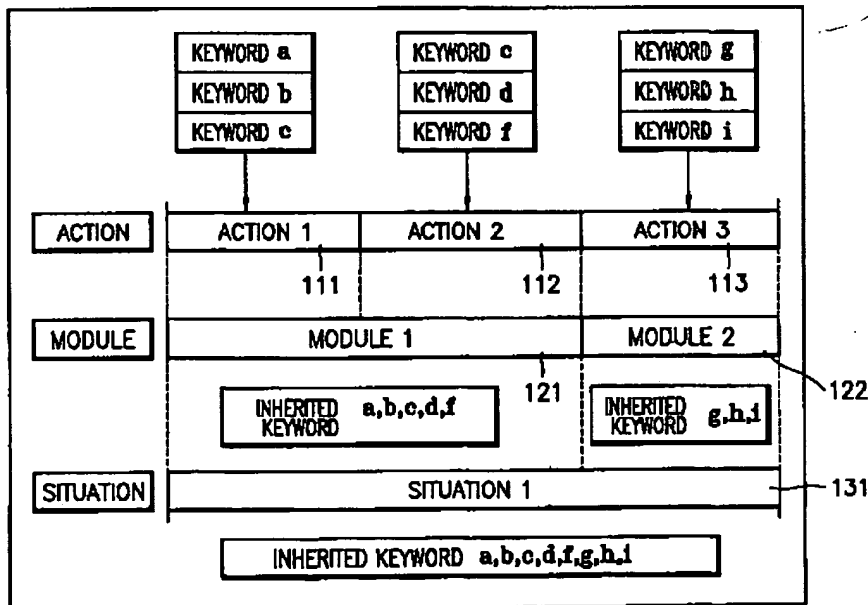 KEYWORD a
KEYWORD b
KEYWORD c
KEYWORD c
KEYWORD d
KEYWORD f
KEYWORD g
KEYWORD h
KEYWORD i
ACTION
ACTION 1
ACTION 2
ACTION 3
111
112
113
MODULE
MODULE 1
MODULE 2
121
122
INHERITED
KEYWORD
a,b,c,d,f
INHERITED
KEYWORD
g,h,i
SITUATION
SITUATION 1
131
INHERITED KEYWORD a,b,c,d,f,g,h,i